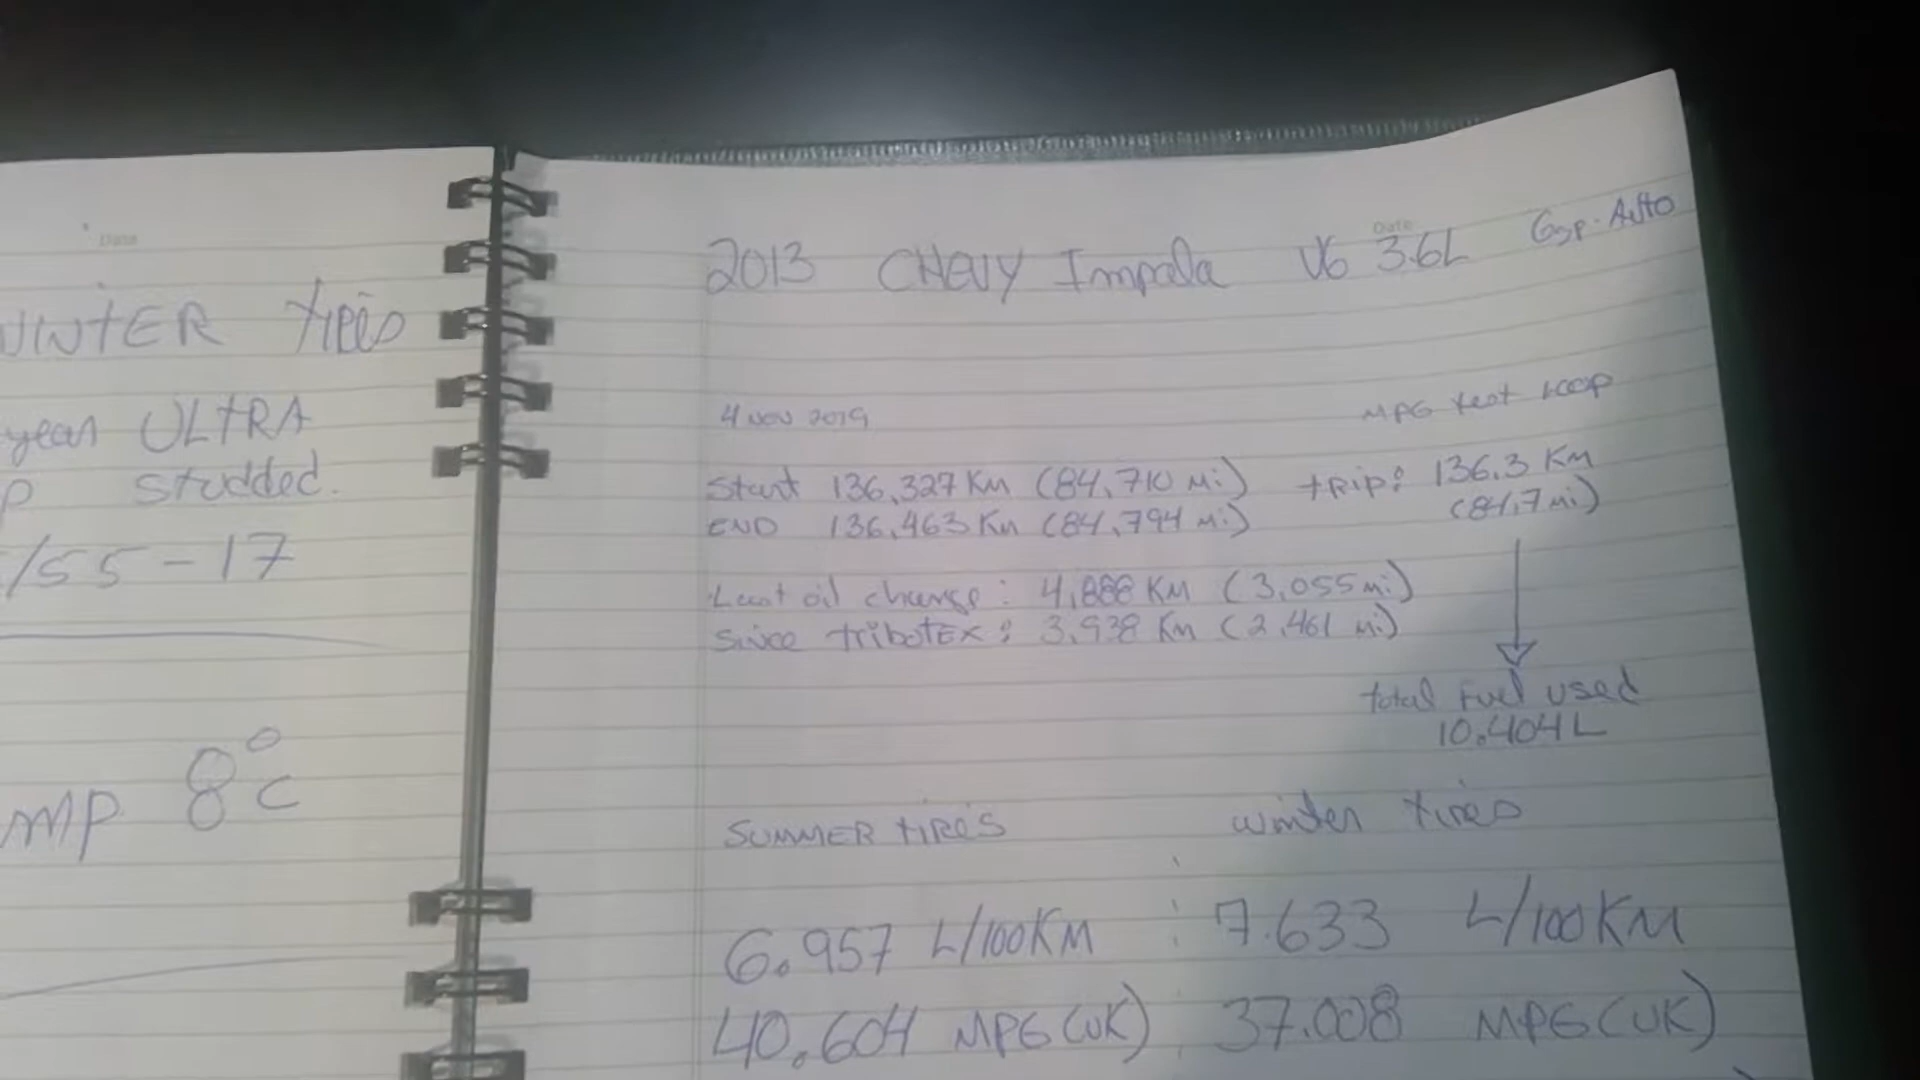 Date
WINTER tires
year ULTRA
P studded.
/55-17
MP 8°C
Date
2013 CHEVY Impala V6 3.6L 6sp. Auto
4 Nov 2019
MPG test Loop
Start 136,327 Km (84,710 Mi)
END 136,463 Km (84,794 Mi)
trip: 136.3 Km
(84.7 mi)
Last oil change: 4,888 KM (3,055 mi)
Since tribotEX: 3,938 Km (2,461 mi)
total Fuel used
10.404 L
SUMMER tires
winter tires
6.957 L/100KM : 7.633 L/100KM
40.604 MPG (UK) 37.008 MPG (UK)